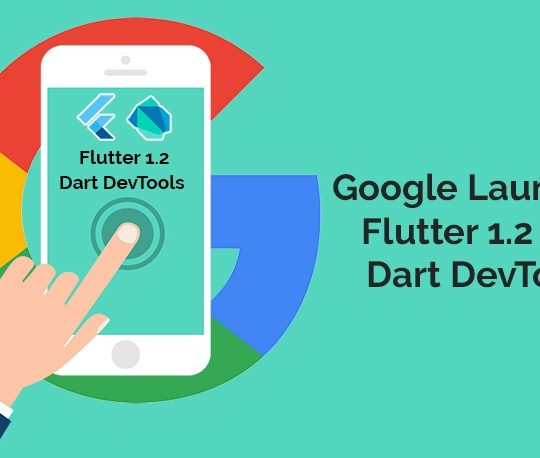 Flutter 1.2
Dart DevTools
Google Laun
Flutter 1.2
Dart DevTo